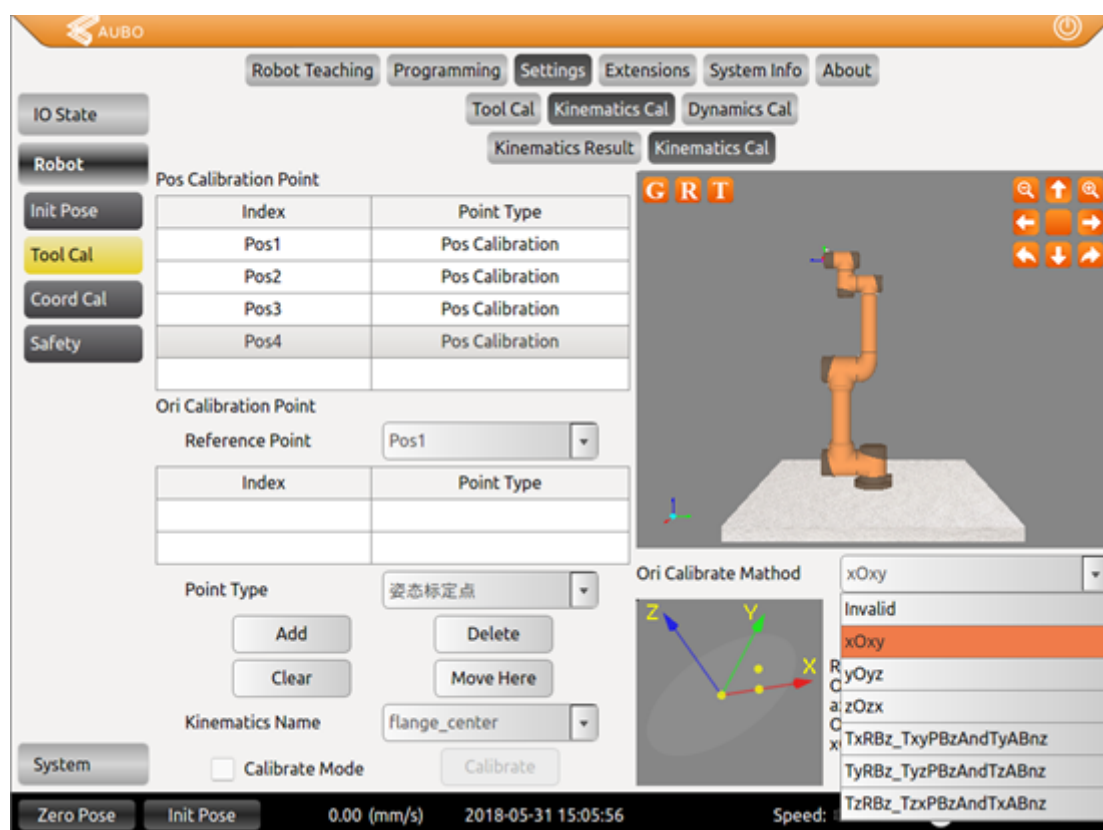 AUBO
Robot Teaching Programming Settings Extensions System Info About
IO State
Tool Cal Kinematics Cal Dynamics Cal
Kinematics Result Kinematics Cal
Robot
Init Pose
Tool Cal
Coord Cal
Safety
Pos Calibration Point
Index Point Type
Pos1 Pos Calibration
Pos2 Pos Calibration
Pos3 Pos Calibration
Pos4 Pos Calibration
Ori Calibration Point
Reference Point Pos1
Index Point Type
Point Type 姿态标定点
Add Delete
Clear Move Here
Kinematics Name flange_center
Calibrate Mode Calibrate
G R T
Ori Calibrate Mathod xOxy
Z Y X
Invalid
xOxy
yOyz
zOzx
TxRBz_TxyPBzAndTyABnz
TyRBz_TyzPBzAndTzABnz
TzRBz_TzxPBzAndTxABnz
System
Zero Pose Init Pose 0.00 (mm/s) 2018-05-31 15:05:56 Speed: